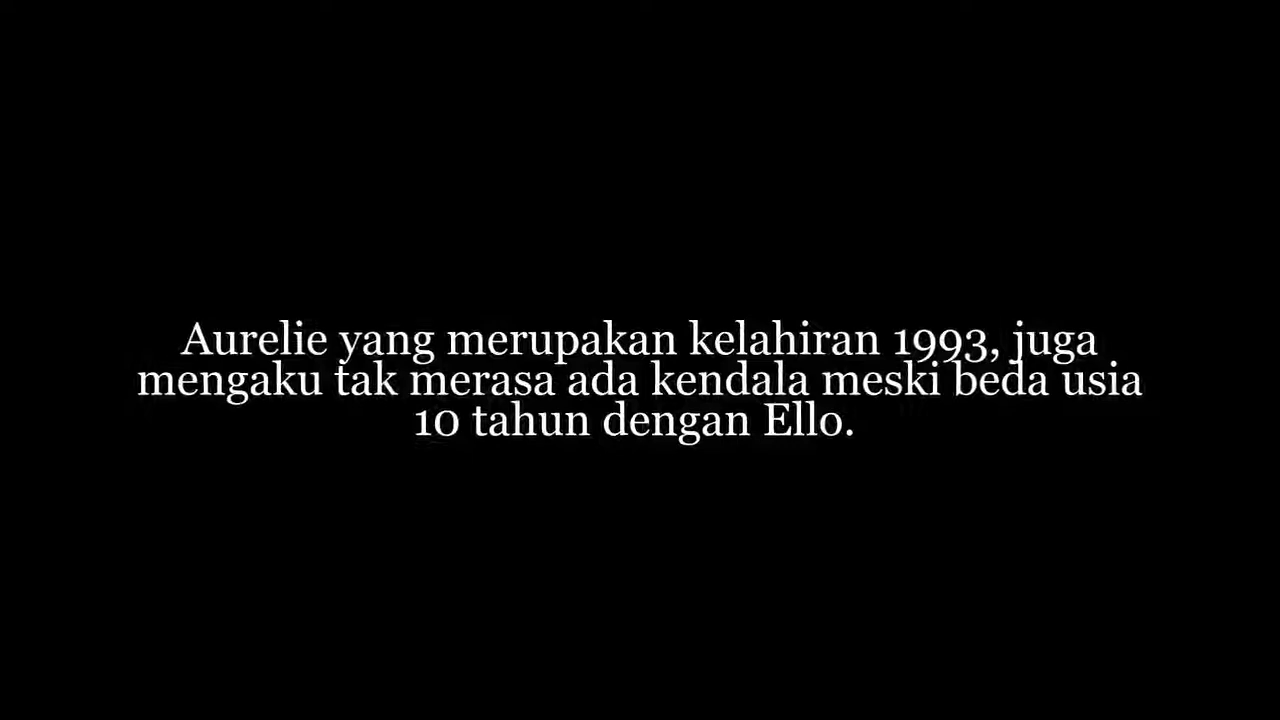 Aurelie yang merupakan kelahiran 1993, juga
mengaku tak merasa ada kendala meski beda usia
10 tahun dengan Ello.